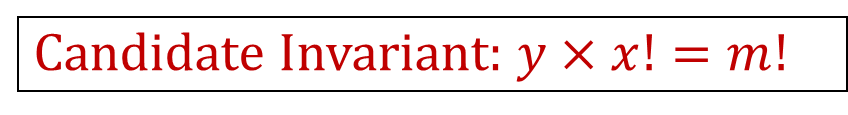 Candidate Invariant: y × x! = m!